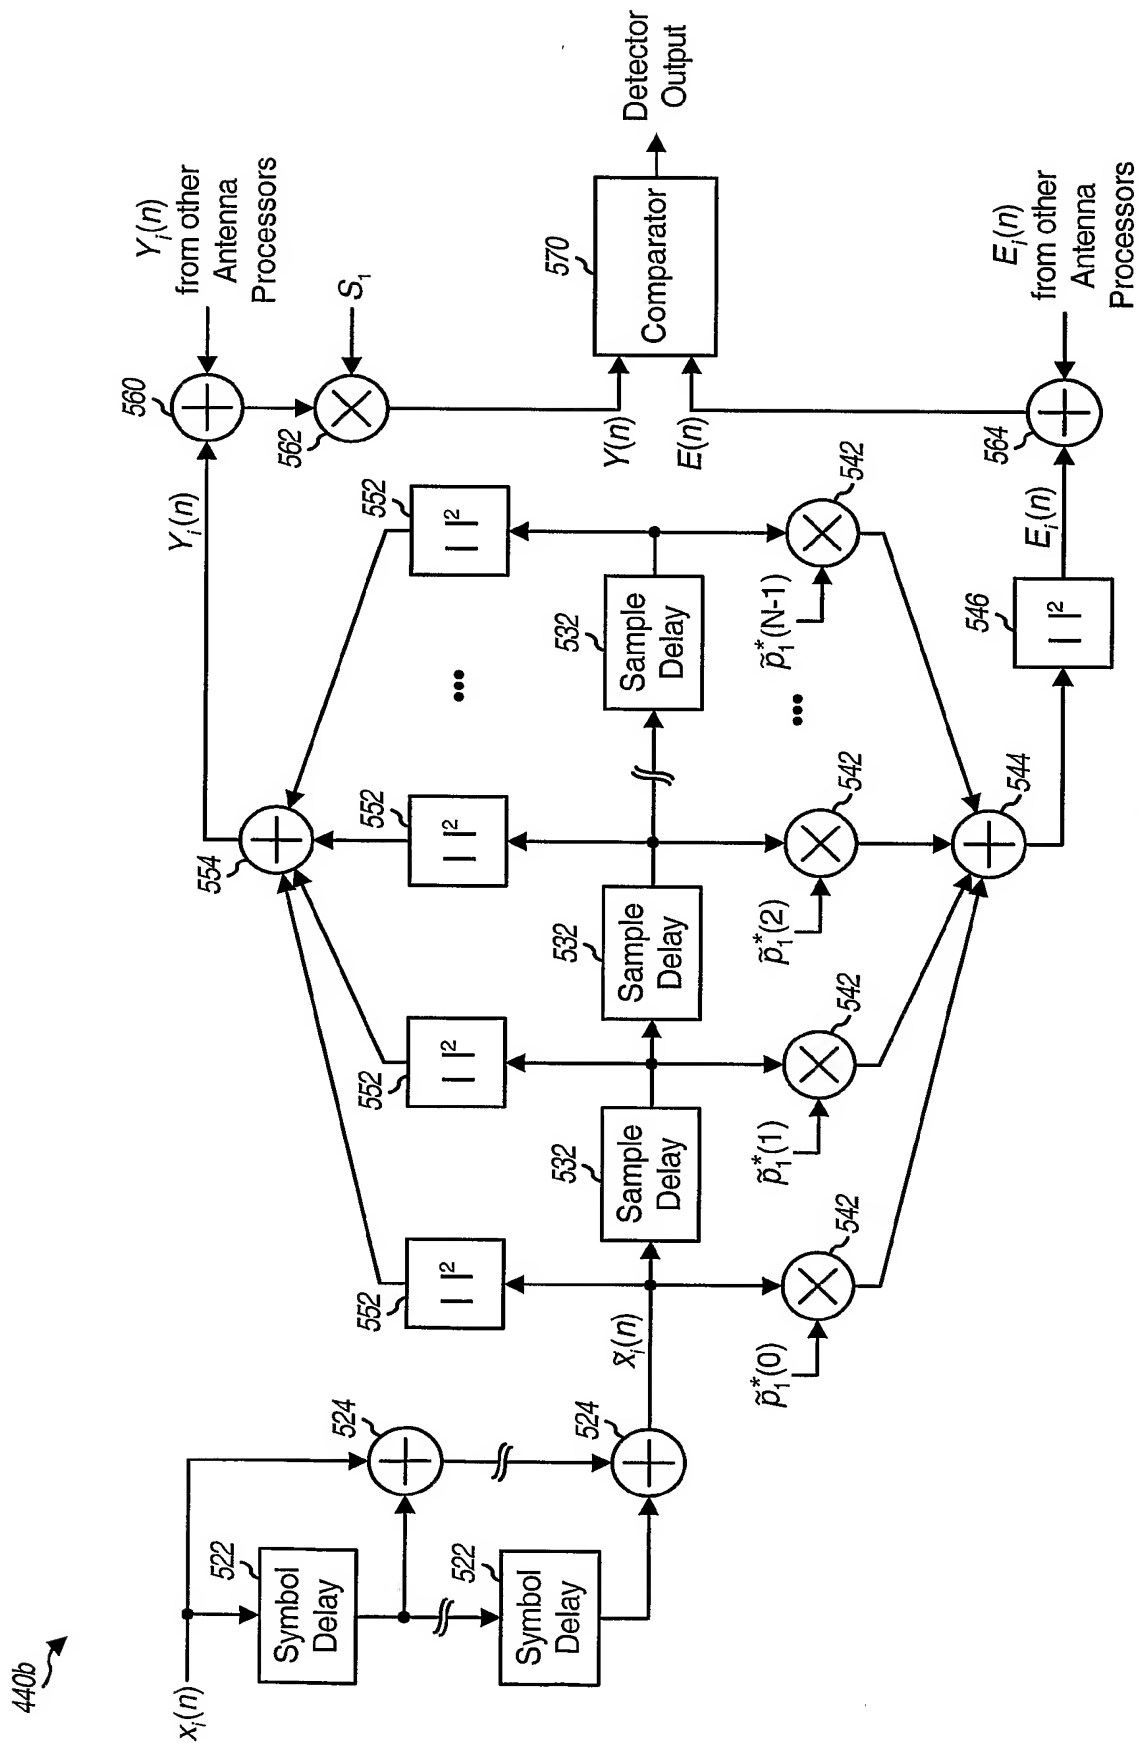 440b
x_i(n)
522
Symbol
Delay
522
Symbol
Delay
524
524
x̃_i(n)
552
| |²
552
| |²
552
| |²
552
| |²
554
Y_i(n)
560
Y_i(n)
from other
Antenna
Processors
562
S₁
532
Sample
Delay
532
Sample
Delay
532
Sample
Delay
•••
•••
p̃₁*(0)
542
p̃₁*(1)
542
p̃₁*(2)
542
p̃₁*(N-1)
542
544
546
| |²
E_i(n)
564
E_i(n)
from other
Antenna
Processors
Y(n)
E(n)
570
Comparator
Detector
Output